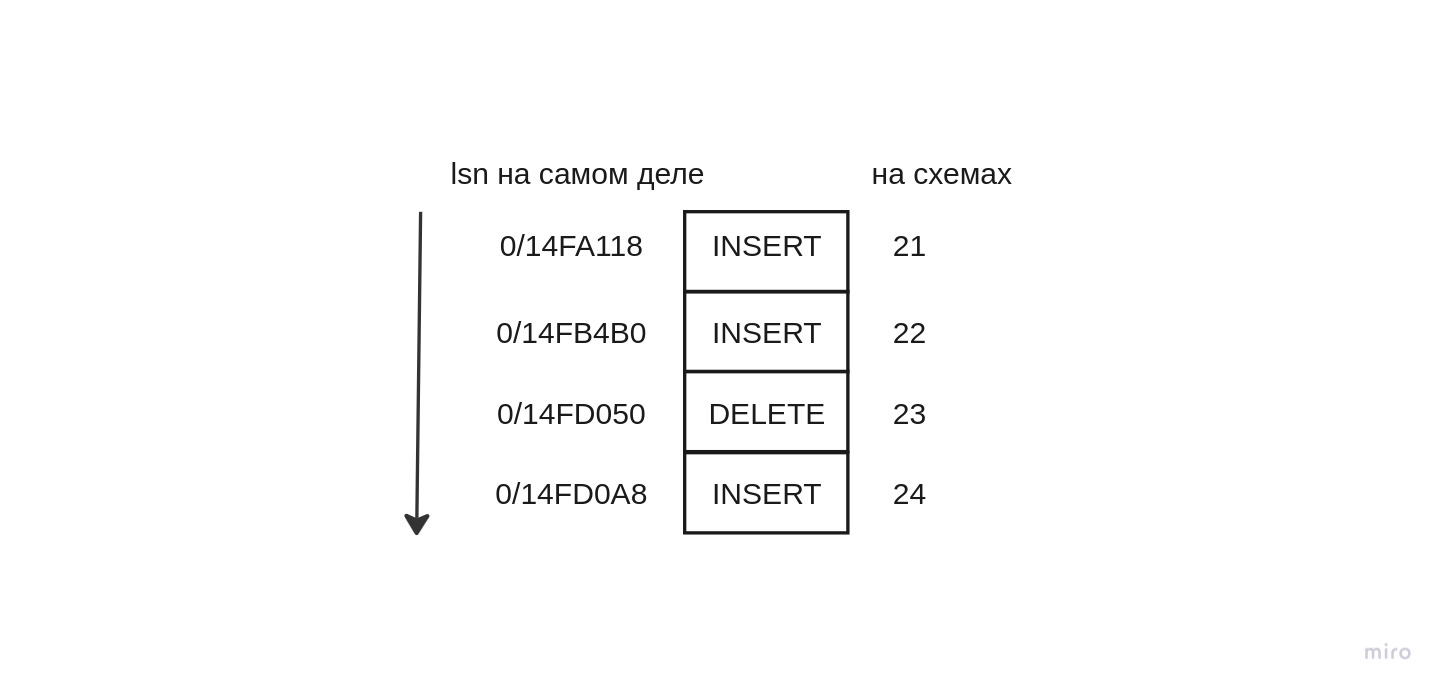 lsn на самом деле на схемах
0/14FA118 INSERT 21
0/14FB4B0 INSERT 22
0/14FD050 DELETE 23
0/14FD0A8 INSERT 24
miro